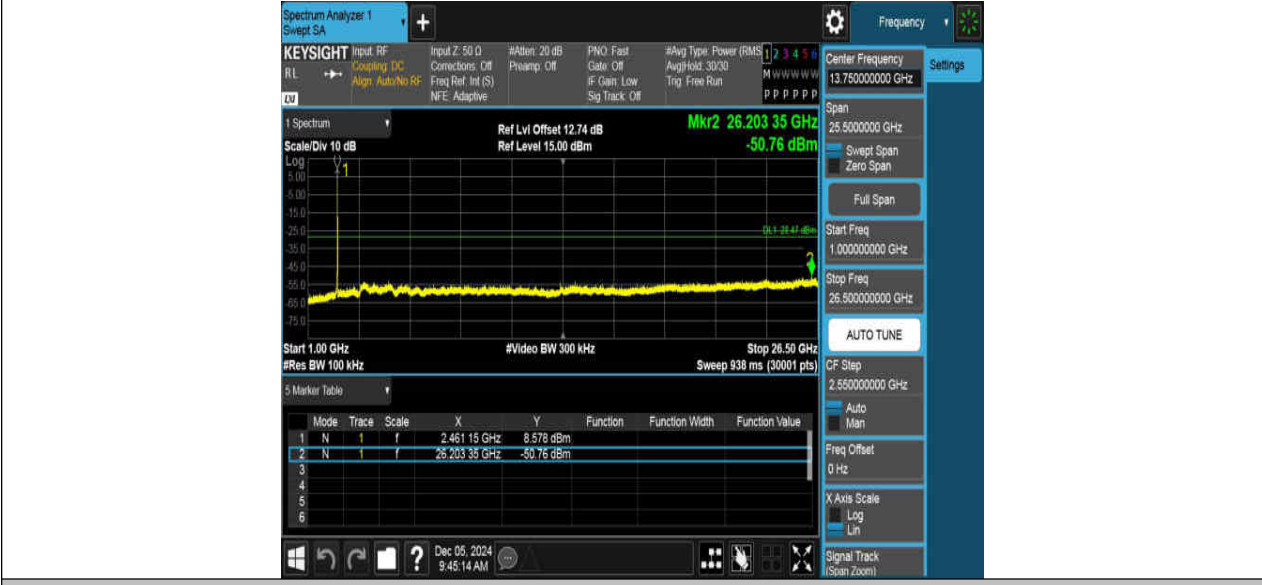 Spectrum Analyzer 1
Swept SA
+
Frequency
KEYSIGHT
RL
LXI
Input: RF
Coupling: DC
Align: Auto/No RF
Input Z: 50 Ω
Corrections: Off
Freq Ref: Int (S)
NFE: Adaptive
#Atten: 20 dB
Preamp: Off
PNO: Fast
Gate: Off
IF Gain: Low
Sig Track: Off
#Avg Type: Power (RMS
Avg|Hold: 30/30
Trig: Free Run
1 2 3 4 5 6
M W W W W W
P P P P P P
1 Spectrum
Scale/Div 10 dB
Ref Lvl Offset 12.74 dB
Ref Level 15.00 dBm
Mkr2 26.203 35 GHz
-50.76 dBm
Log
5.00
-5.00
-15.0
-25.0
-35.0
-45.0
-55.0
-65.0
-75.0
1
DL1 -28.47 dBm
2
Start 1.00 GHz
#Res BW 100 kHz
#Video BW 300 kHz
Stop 26.50 GHz
Sweep 938 ms (30001 pts)
5 Marker Table
Mode Trace Scale X Y Function Function Width Function Value
1 N 1 f 2.461 15 GHz 8.578 dBm
2 N 1 f 26.203 35 GHz -50.76 dBm
3
4
5
6
?
Dec 05, 2024
9:45:14 AM
Center Frequency
13.750000000 GHz
Settings
Span
25.5000000 GHz
Swept Span
Zero Span
Full Span
Start Freq
1.000000000 GHz
Stop Freq
26.500000000 GHz
AUTO TUNE
CF Step
2.550000000 GHz
Auto
Man
Freq Offset
0 Hz
X Axis Scale
Log
Lin
Signal Track
(Span Zoom)